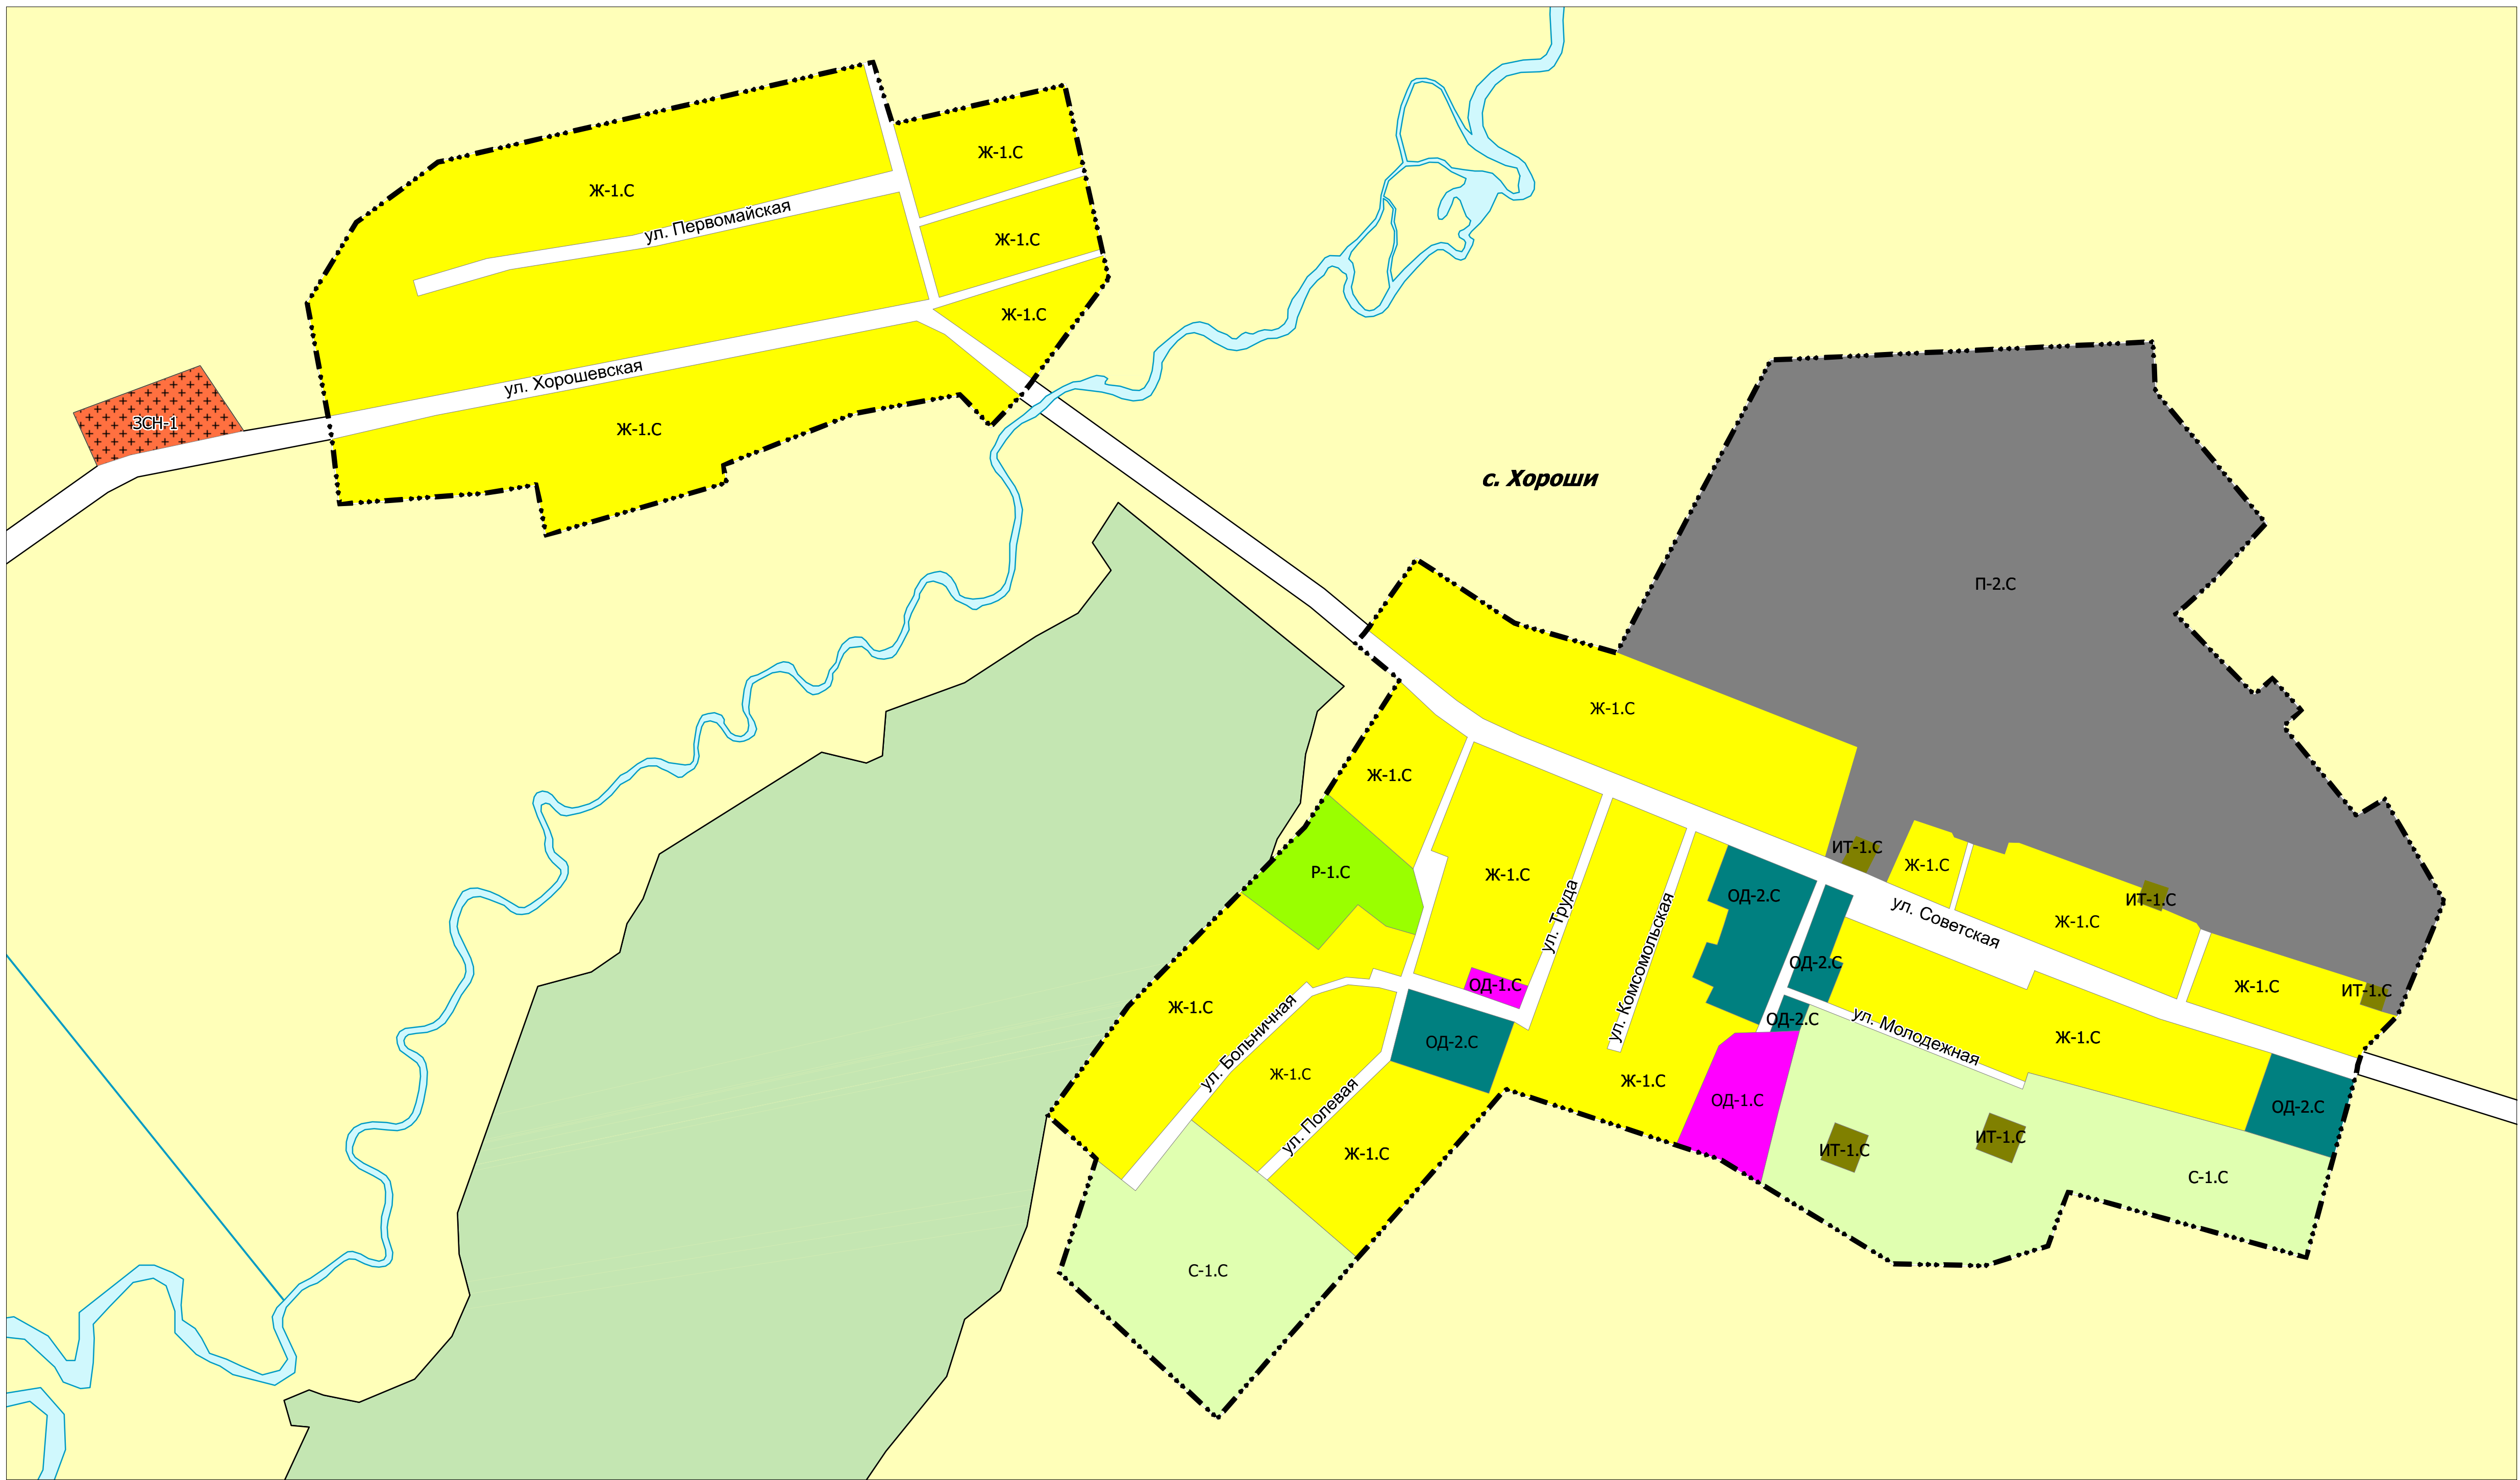 Ж-1.С
Ж-1.С
ул. Первомайская
Ж-1.С
Ж-1.С
ул. Хорошевская
ЗСН-1
Ж-1.С
с. Хороши
П-2.С
Ж-1.С
Ж-1.С
ИТ-1.С
Ж-1.С
Р-1.С
Ж-1.С
ОД-2.С
ИТ-1.С
ул. Труда
ул. Комсомольская
ул. Советская
Ж-1.С
ОД-2.С
ОД-1.С
Ж-1.С
ИТ-1.С
Ж-1.С
ОД-2.С
ул. Молодежная
Ж-1.С
ул. Больничная
ОД-2.С
Ж-1.С
Ж-1.С
ОД-1.С
ОД-2.С
ул. Полевая
ИТ-1.С
ИТ-1.С
Ж-1.С
С-1.С
С-1.С